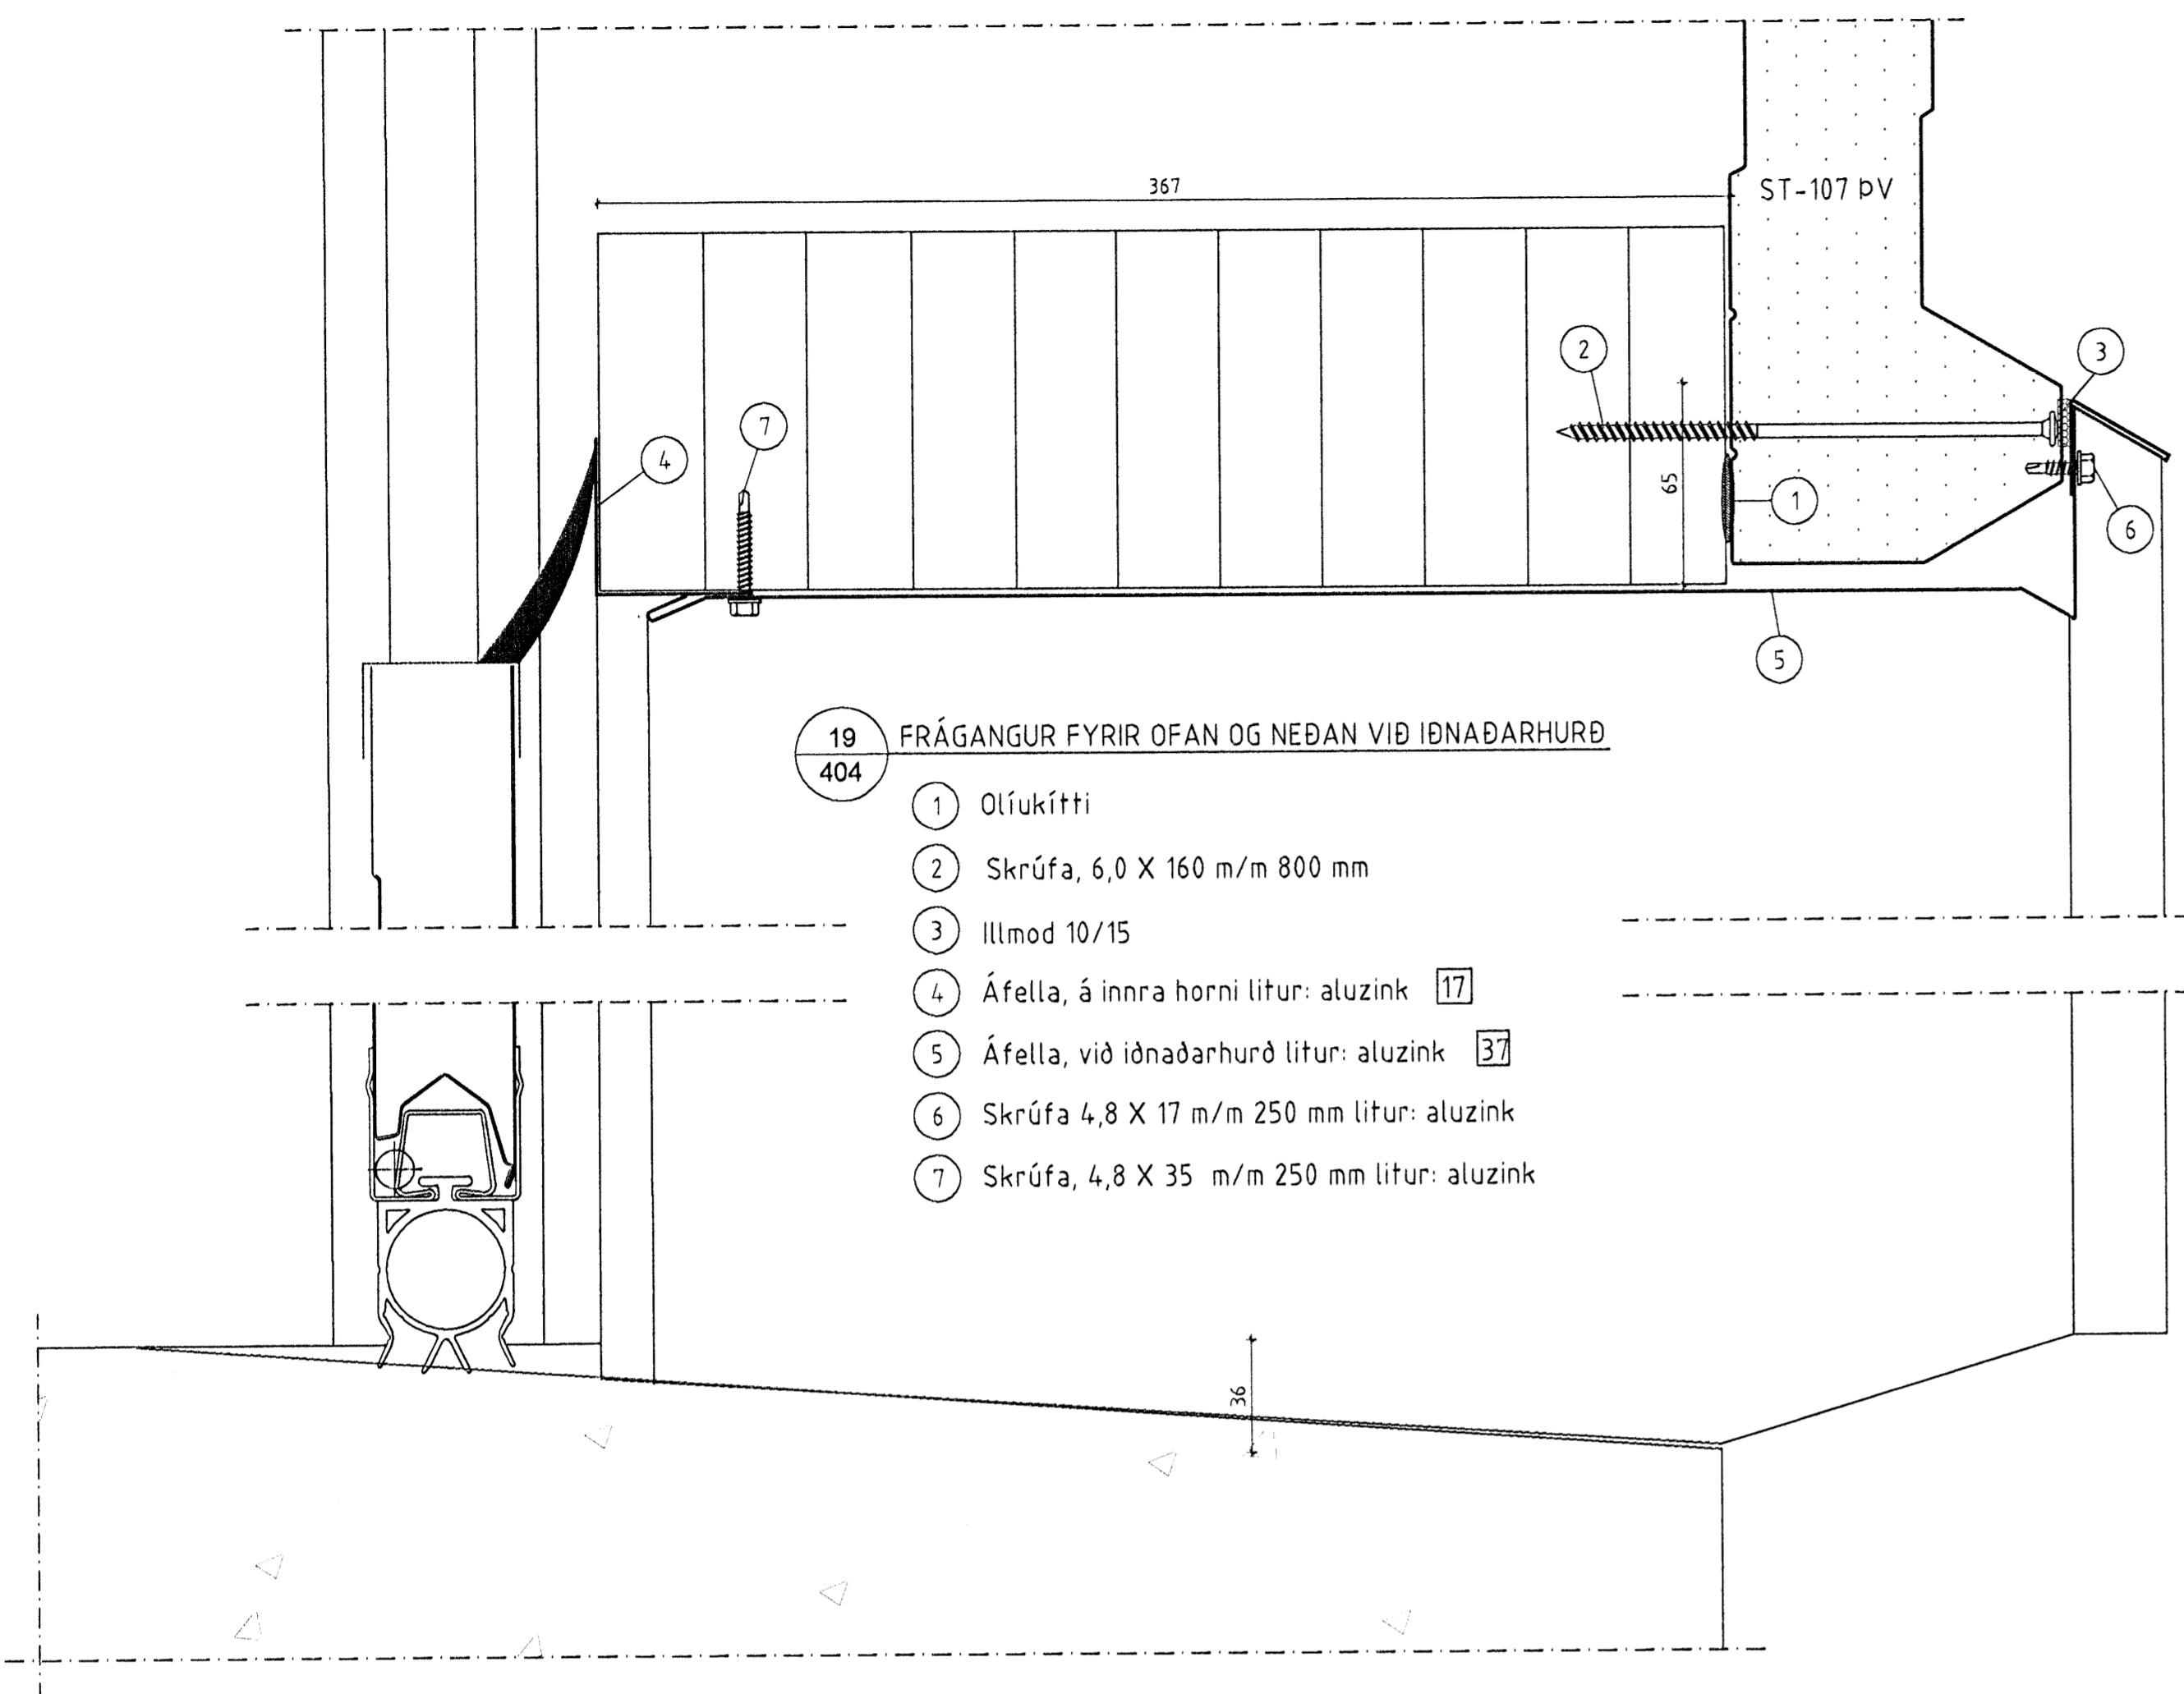 367
ST-107 ÞV
2
3
7
4
65
1
6
5
19
404
FRÁGANGUR FYRIR OFAN OG NEÐAN VIÐ IÐNAÐARHURÐ
1 Olíukítti
2 Skrúfa, 6,0 X 160 m/m 800 mm
3 Illmod 10/15
4 Áfella, á innra horni litur: aluzink 17
5 Áfella, við iðnaðarhurð litur: aluzink 37
6 Skrúfa 4,8 X 17 m/m 250 mm litur: aluzink
7 Skrúfa, 4,8 X 35 m/m 250 mm litur: aluzink
36